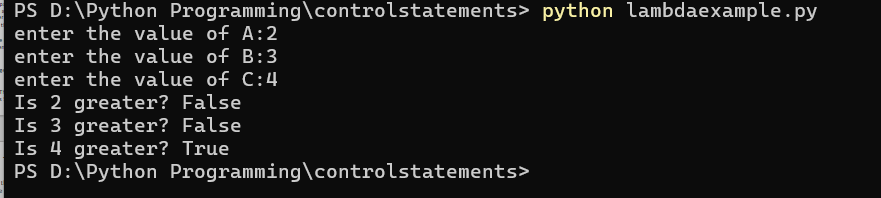 PS D:\Python Programming\controlstatements> python lambdaexample.py
enter the value of A:2
enter the value of B:3
enter the value of C:4
Is 2 greater? False
Is 3 greater? False
Is 4 greater? True
PS D:\Python Programming\controlstatements>